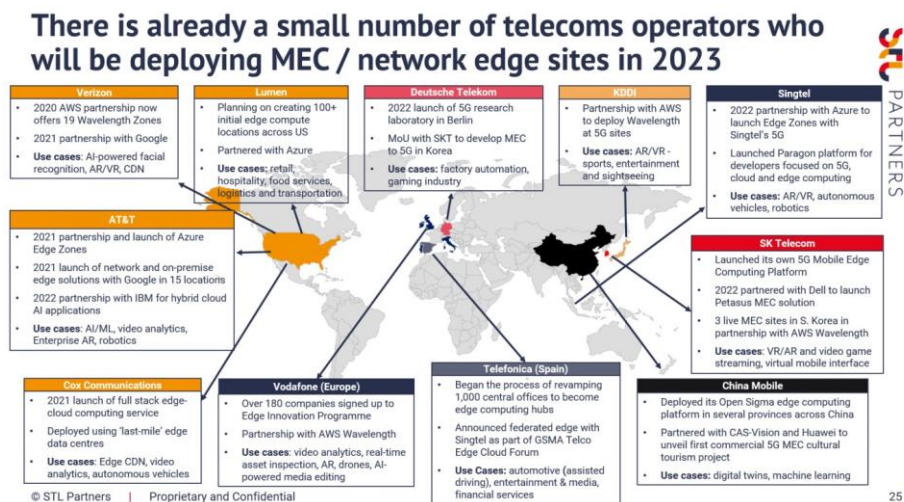 There is already a small number of telecoms operators who
will be deploying MEC / network edge sites in 2023
STL PARTNERS
Verizon
• 2020 AWS partnership now
offers 19 Wavelength Zones
• 2021 partnership with Google
• Use cases: AI-powered facial
recognition, AR/VR, CDN
Lumen
• Planning on creating 100+
initial edge compute
locations across US
• Partnered with Azure
• Use cases: retail,
hospitality, food services,
logistics and transportation
Deutsche Telekom
• 2022 launch of 5G research
laboratory in Berlin
• MoU with SKT to develop MEC
to 5G in Korea
• Use cases: factory automation,
gaming industry
KDDI
• Partnership with AWS
to deploy Wavelength
at 5G sites
• Use cases: AR/VR -
sports, entertainment
and sightseeing
Singtel
• 2022 partnership with Azure to
launch Edge Zones with
Singtel's 5G
• Launched Paragon platform for
developers focused on 5G,
cloud and edge computing
• Use cases: AR/VR, autonomous
vehicles, robotics
AT&T
• 2021 partnership and launch of Azure
Edge Zones
• 2021 launch of network and on-premise
edge solutions with Google in 15 locations
• 2022 partnership with IBM for hybrid cloud
AI applications
• Use cases: AI/ML, video analytics,
Enterprise AR, robotics
SK Telecom
• Launched its own 5G Mobile Edge
Computing Platform
• 2022 partnered with Dell to launch
Petasus MEC solution
• 3 live MEC sites in S. Korea in
partnership with AWS Wavelength
• Use cases: VR/AR and video game
streaming, virtual mobile interface
Cox Communications
• 2021 launch of full stack edge-
cloud computing service
• Deployed using 'last-mile' edge
data centres
• Use cases: Edge CDN, video
analytics, autonomous vehicles
Vodafone (Europe)
• Over 180 companies signed up to
Edge Innovation Programme
• Partnership with AWS Wavelength
• Use cases: video analytics, real-time
asset inspection, AR, drones, AI-
powered media editing
Telefonica (Spain)
• Began the process of revamping
1,000 central offices to become
edge computing hubs
• Announced federated edge with
Singtel as part of GSMA Telco
Edge Cloud Forum
• Use Cases: automotive (assisted
driving), entertainment & media,
financial services
China Mobile
• Deployed its Open Sigma edge computing
platform in several provinces across China
• Partnered with CAS-Vision and Huawei to
unveil first commercial 5G MEC cultural
tourism project
• Use cases: digital twins, machine learning
© STL Partners | Proprietary and Confidential
25